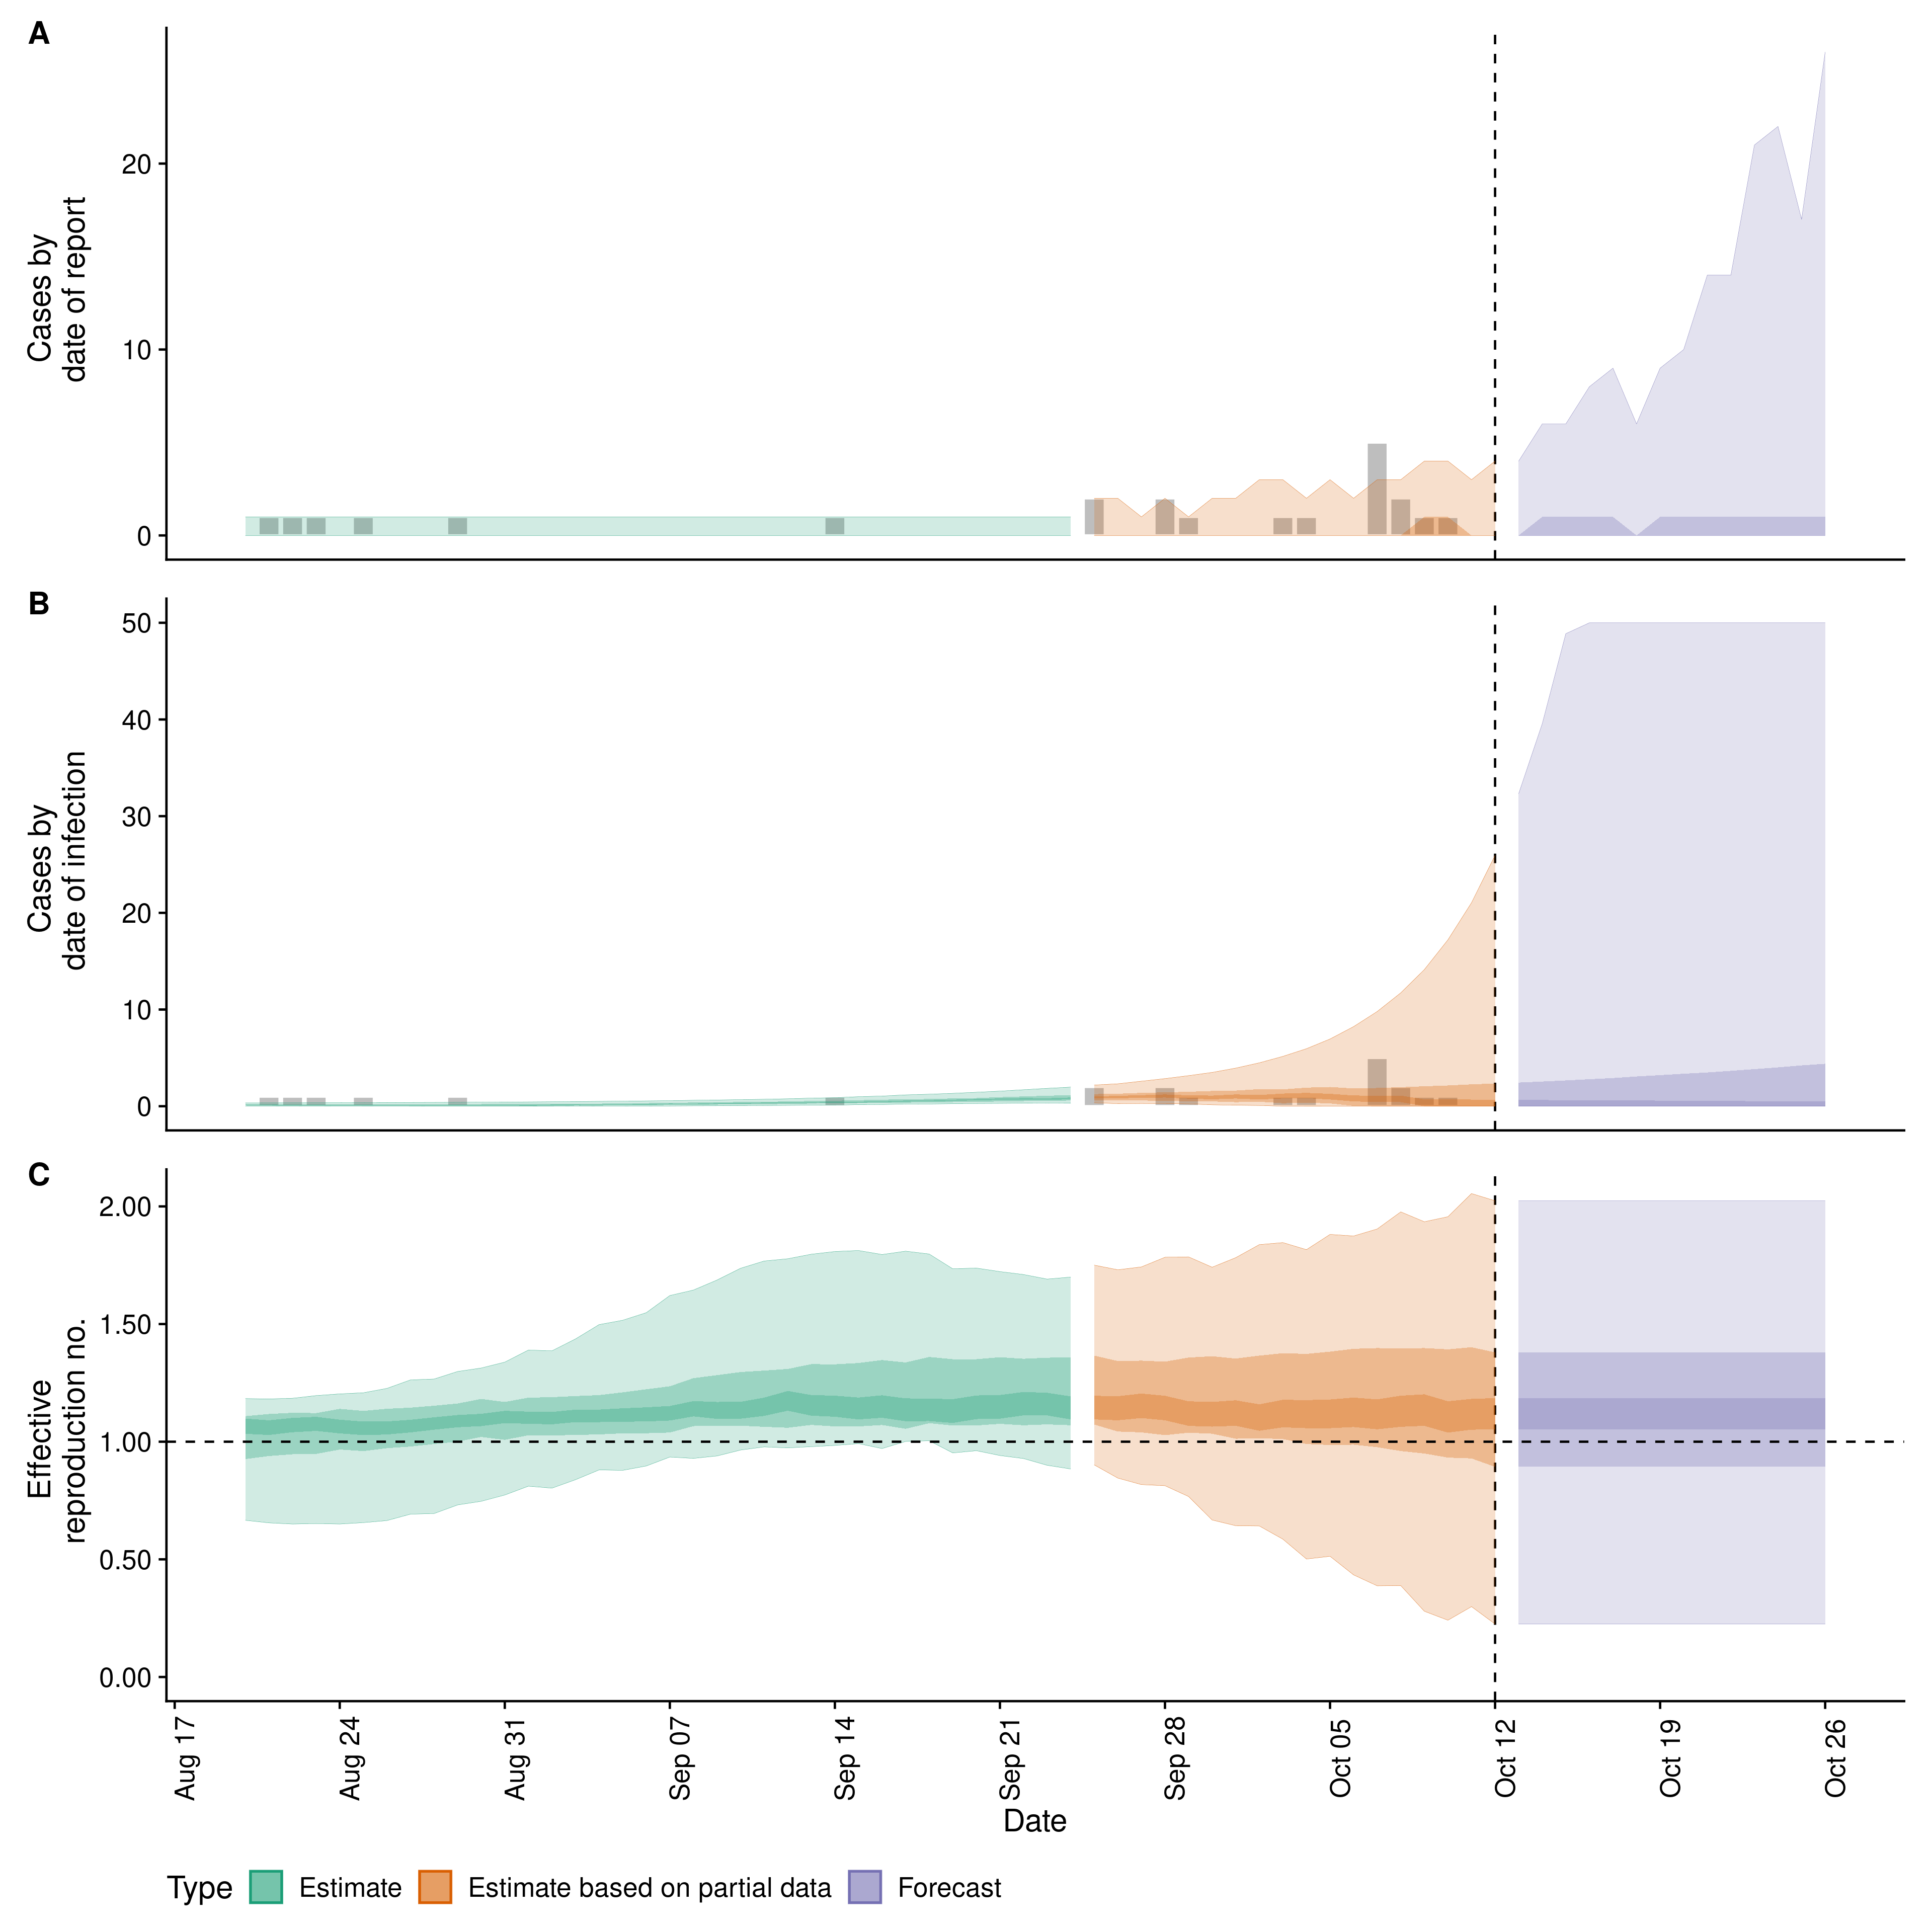 A
Cases by
date of report
20
10
0
B
Cases by
date of infection
50
40
30
20
10
0
C
Effective
reproduction no.
2.00
1.50
1.00
0.50
0.00
Aug 17
Aug 24
Aug 31
Sep 07
Sep 14
Sep 21
Sep 28
Oct 05
Oct 12
Oct 19
Oct 26
Date
Type Estimate Estimate based on partial data Forecast